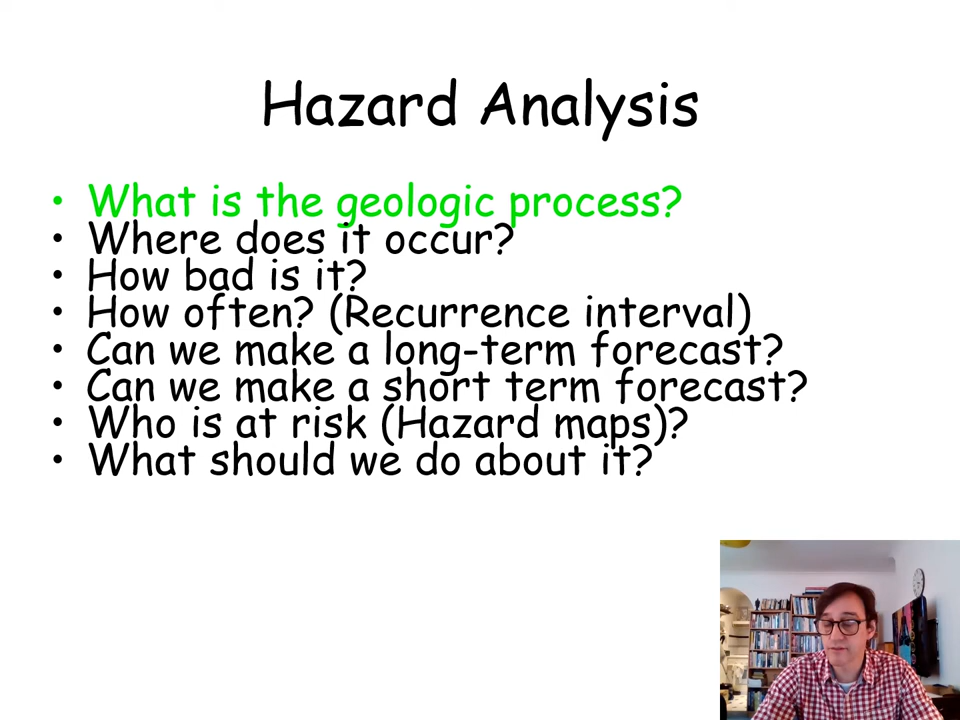 Hazard Analysis
• What is the geologic process?
• Where does it occur?
• How bad is it?
• How often? (Recurrence interval)
• Can we make a long-term forecast?
• Can we make a short term forecast?
• Who is at risk (Hazard maps)?
• What should we do about it?